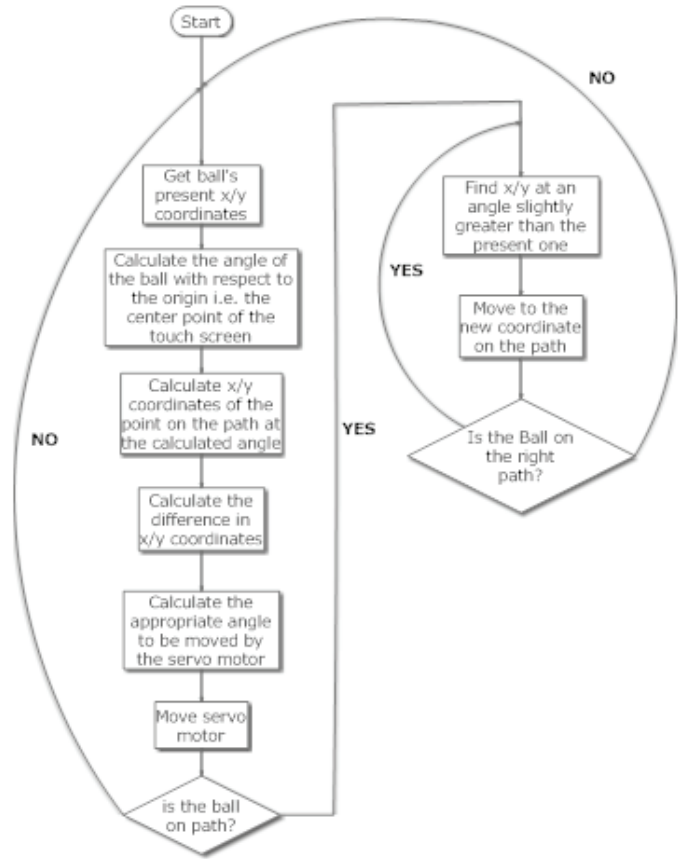 Start
Get ball's
present x/y
coordinates
Calculate the angle of
the ball with respect to
the origin i.e. the
center point of the
touch screen
Calculate x/y
coordinates of the
point on the path at
the calculated angle
Calculate the
difference in
x/y coordinates
Calculate the
appropriate angle
to be moved by
the servo motor
Move servo
motor
is the ball
on path?
NO
YES
Find x/y at an
angle slightly
greater than the
present one
Move to the
new coordinate
on the path
Is the Ball on
the right
path?
YES
NO